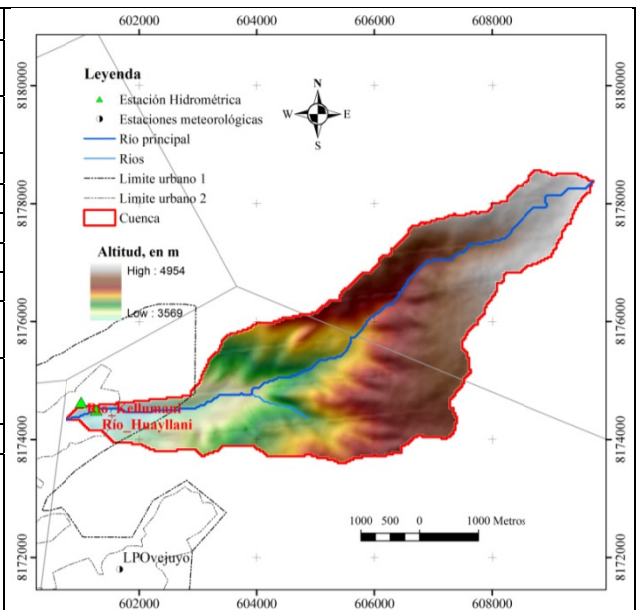 602000 604000 606000 608000
8180000 8180000
Leyenda
N
W E
S
Estación Hidrométrica
Estaciones meteorológicas
Río principal
Rios
Limite urbano 1
Limite urbano 2
Cuenca
8178000 8178000
Altitud, en m
High : 4954
Low : 3569
8176000 8176000
Río_Kellumani
Río_Huayllani
8174000 8174000
1000 500 0 1000 Metros
LPOvejuyo
8172000 8172000
602000 604000 606000 608000